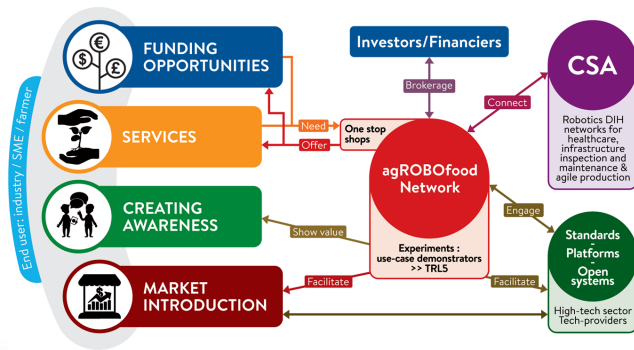 End user: industry / SME / farmer
€
$
£
FUNDING
OPPORTUNITIES
SERVICES
CREATING
AWARENESS
$
MARKET
INTRODUCTION
Need
Offer
Show value
Facilitate
Investors/Financiers
Brokerage
One stop
shops
agROBOfood
Network
Experiments :
use-case demonstrators
>> TRL5
Connect
Engage
Facilitate
CSA
Robotics DIH
networks for
healthcare,
infrastructure
inspection and
maintenance &
agile production
Standards
-
Platforms
-
Open
systems
High-tech sector
Tech-providers